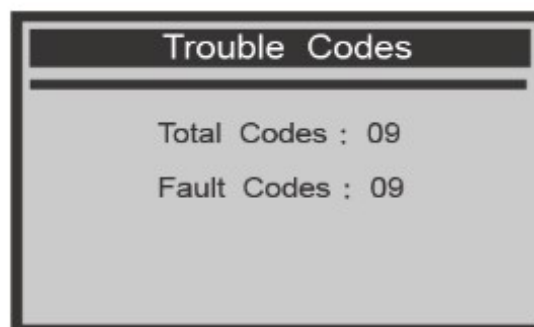 Trouble Codes
Total Codes : 09
Fault Codes : 09